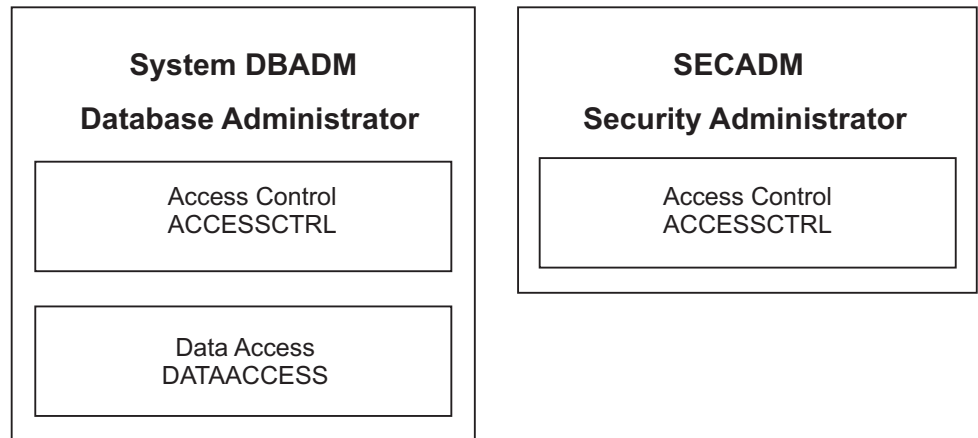 System DBADM
Database Administrator
Access Control
ACCESSCTRL
Data Access
DATAACCESS
SECADM
Security Administrator
Access Control
ACCESSCTRL